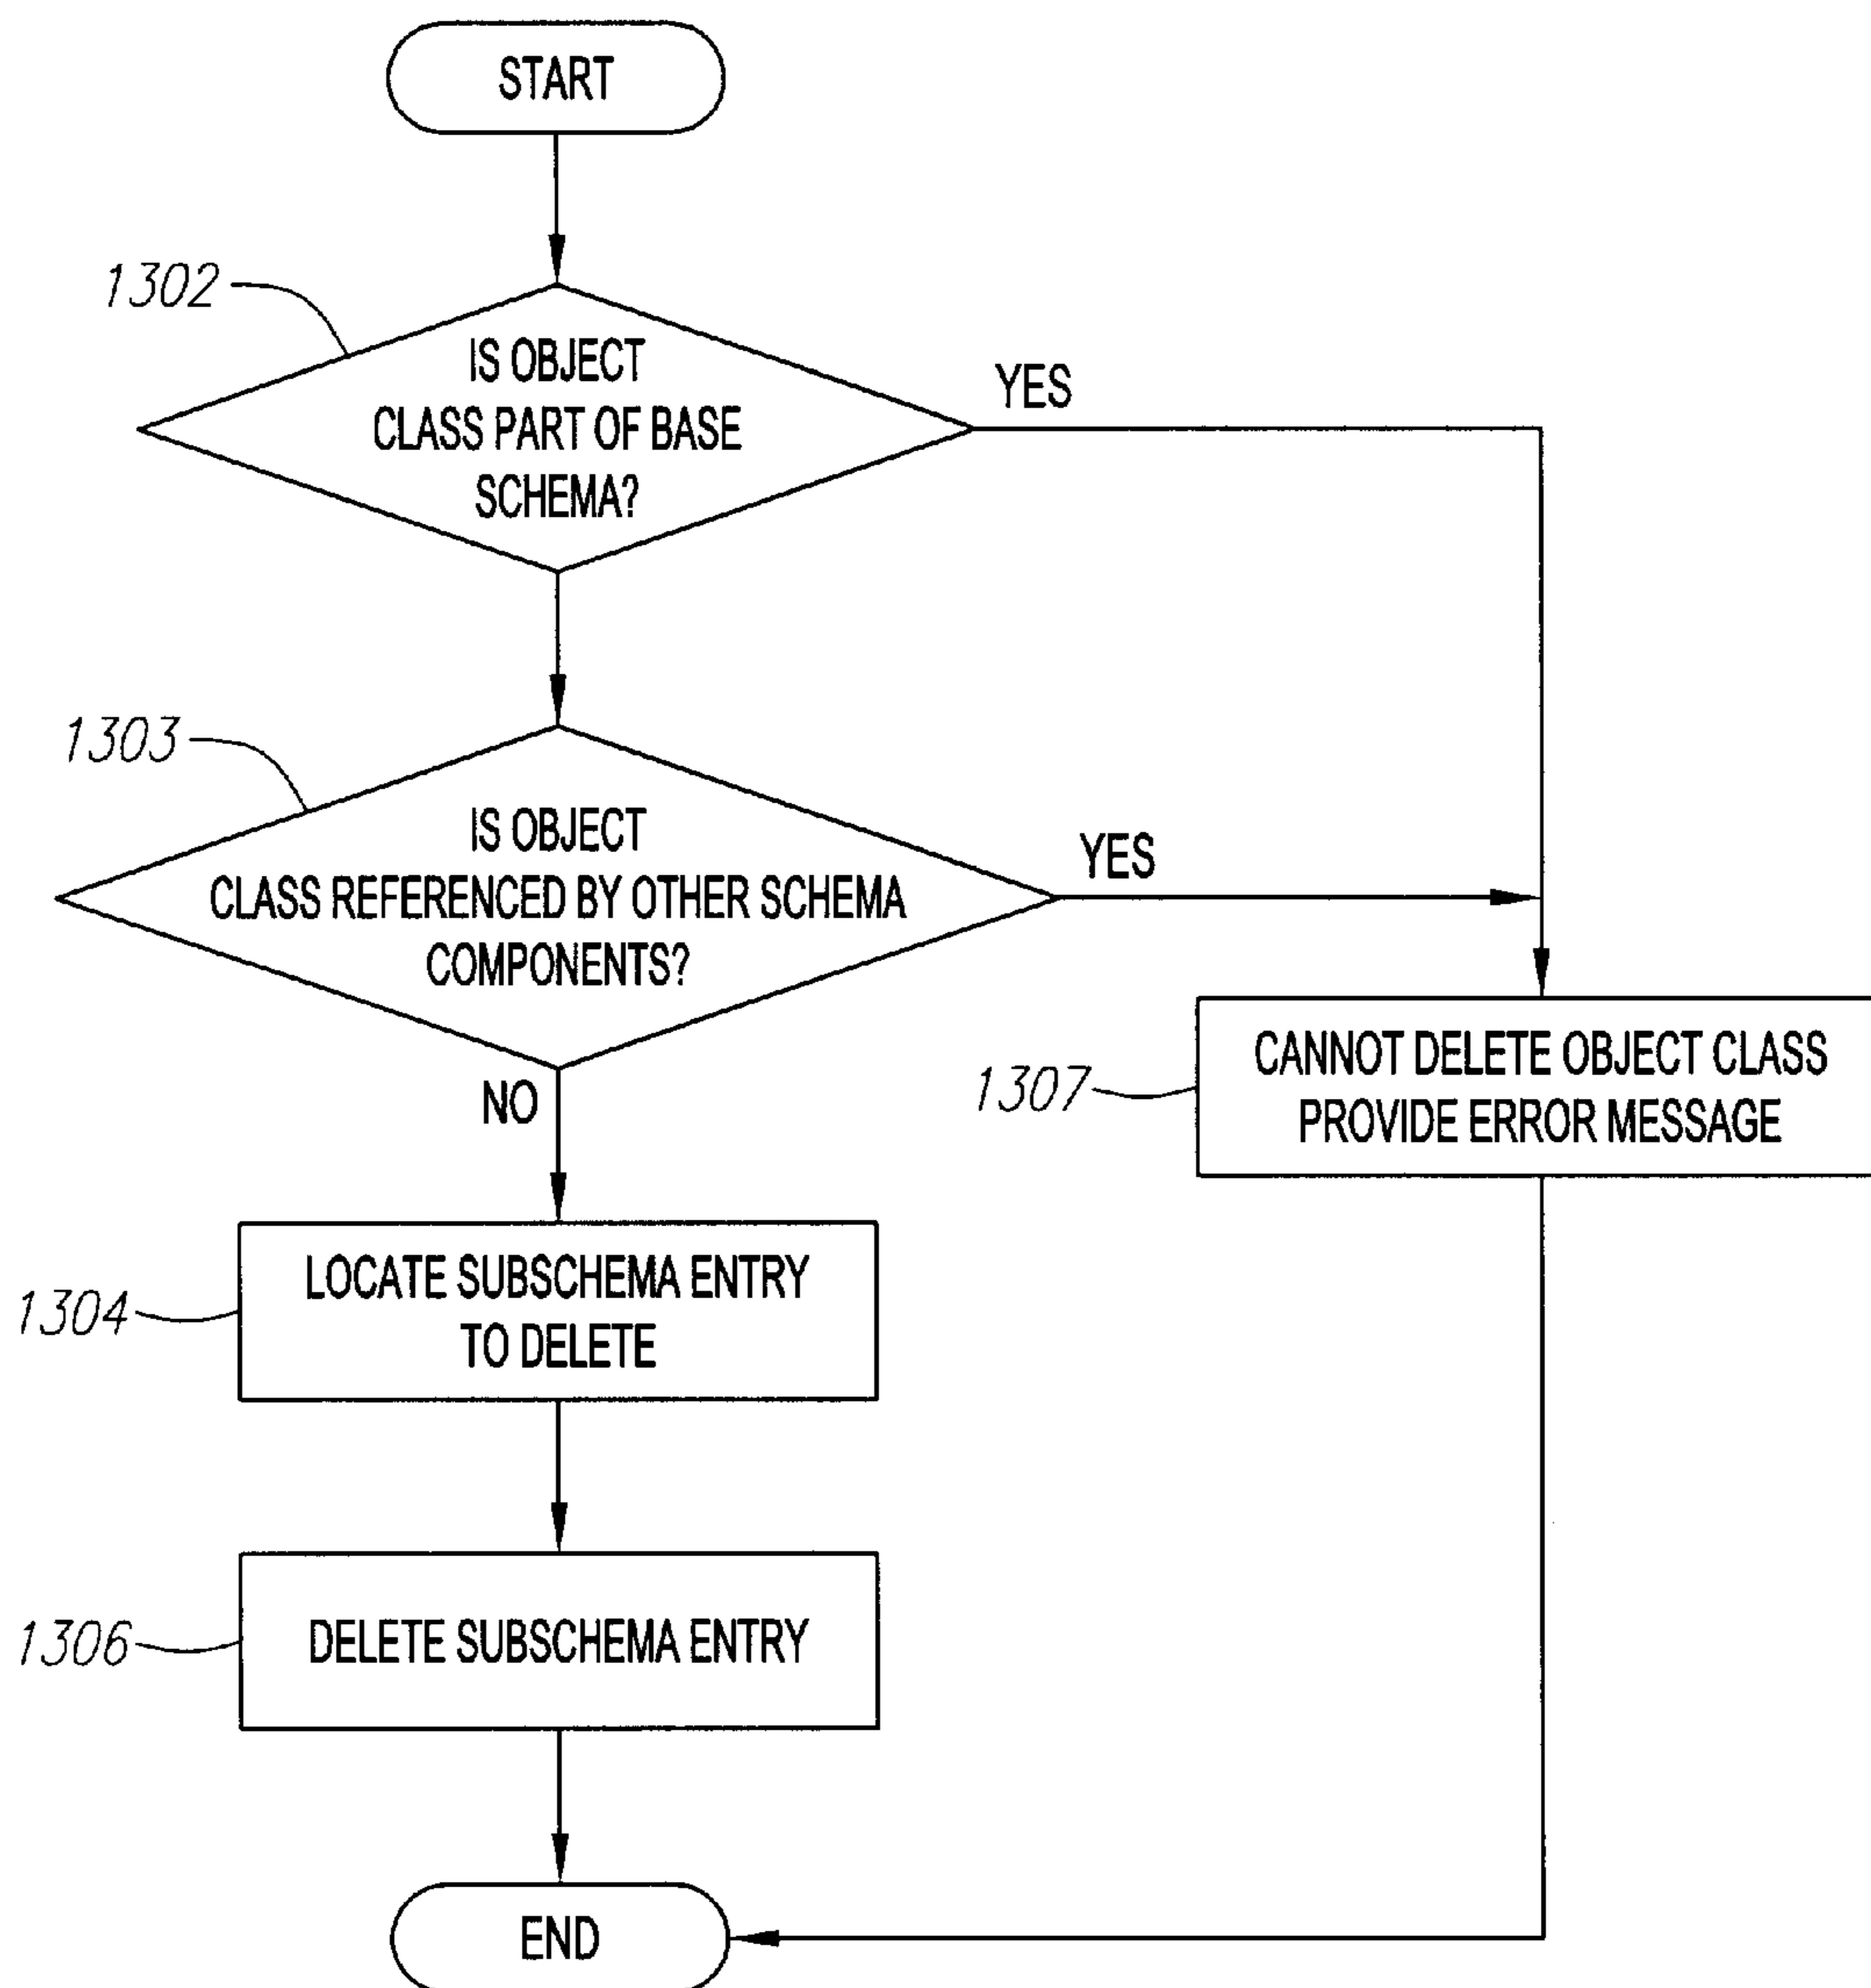 START
1302
IS OBJECT
CLASS PART OF BASE
SCHEMA?
YES
1303
IS OBJECT
CLASS REFERENCED BY OTHER SCHEMA
COMPONENTS?
YES
NO
1307
CANNOT DELETE OBJECT CLASS
PROVIDE ERROR MESSAGE
1304
LOCATE SUBSCHEMA ENTRY
TO DELETE
1306
DELETE SUBSCHEMA ENTRY
END